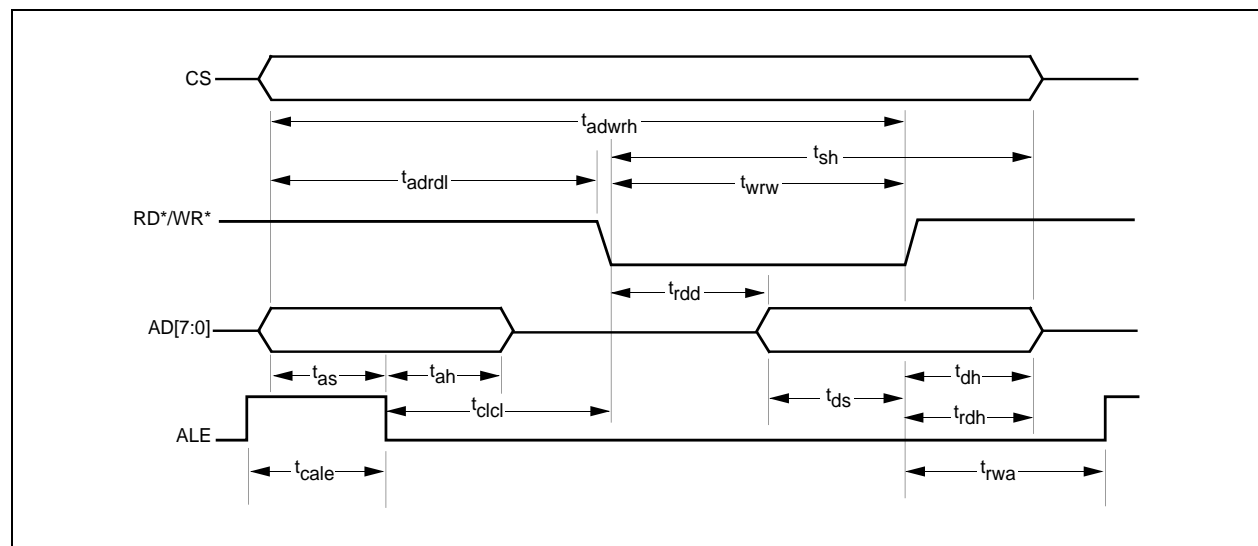 CS
tadwrh
tsh
tadrdl
twrw
RD*/WR*
trdd
AD[7:0]
tas
tah
tdh
tclcl
tds
trdh
ALE
tcale
trwa